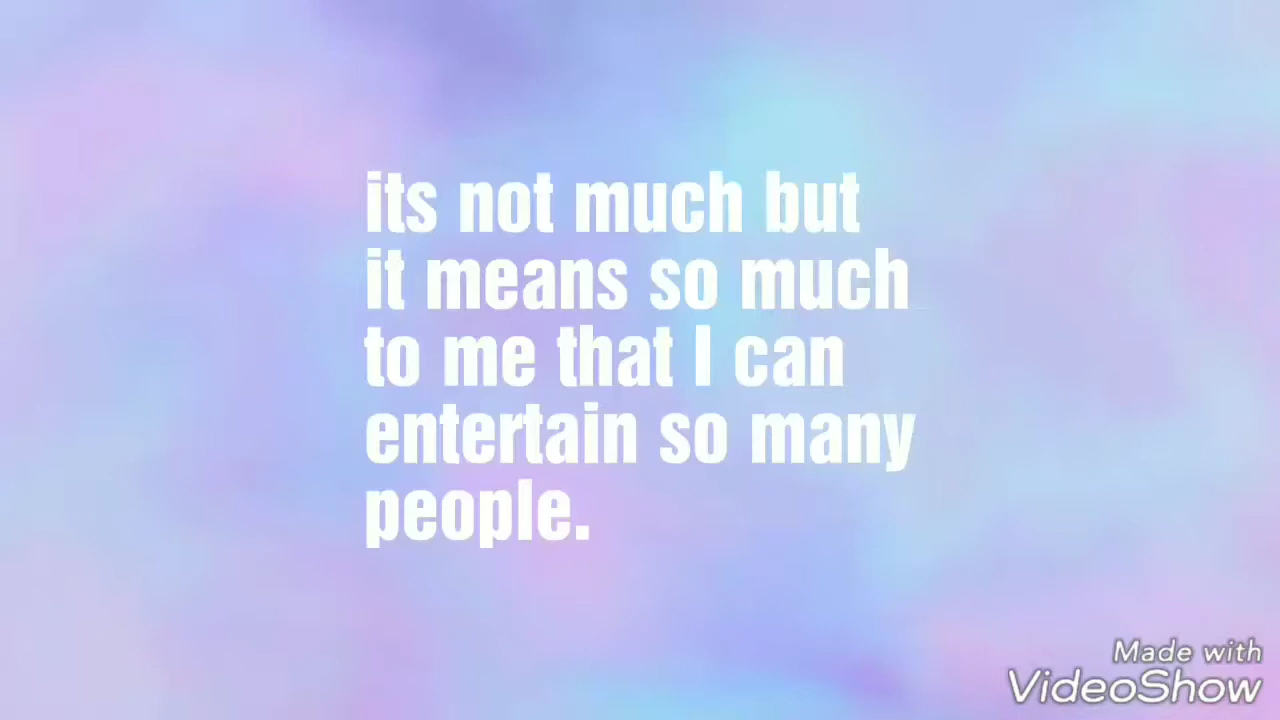 its not much but
it means so much
to me that I can
entertain so many
people.
Made with
VideoShow